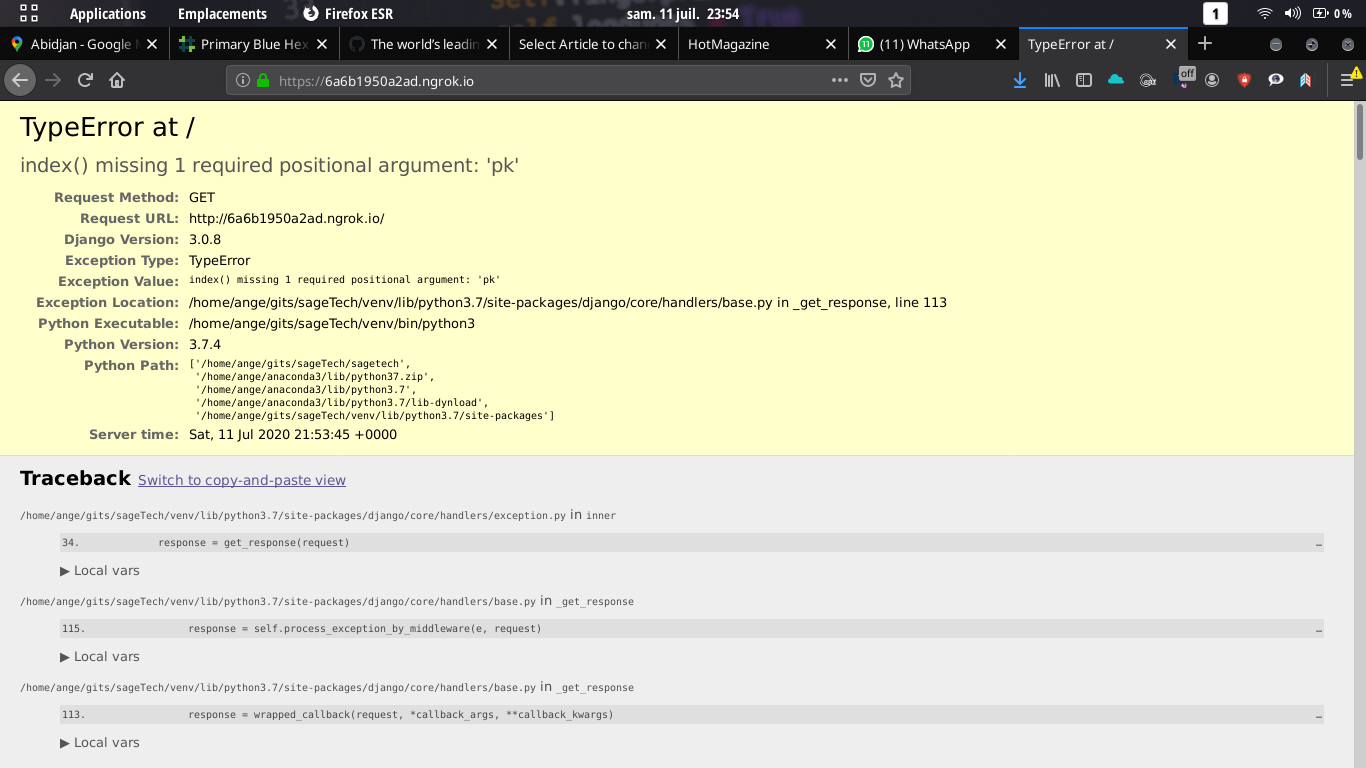 Applications Emplacements Firefox ESR sam. 11 juil. 23:54 1 0 %
Abidjan - Google M Primary Blue Hex The world's leadin Select Article to chan HotMagazine (11) WhatsApp TypeError at /
https://6a6b1950a2ad.ngrok.io off
TypeError at /
index() missing 1 required positional argument: 'pk'
Request Method: GET
Request URL: http://6a6b1950a2ad.ngrok.io/
Django Version: 3.0.8
Exception Type: TypeError
Exception Value: index() missing 1 required positional argument: 'pk'
Exception Location: /home/ange/gits/sageTech/venv/lib/python3.7/site-packages/django/core/handlers/base.py in _get_response, line 113
Python Executable: /home/ange/gits/sageTech/venv/bin/python3
Python Version: 3.7.4
Python Path: ['/home/ange/gits/sageTech/sagetech',
'/home/ange/anaconda3/lib/python37.zip',
'/home/ange/anaconda3/lib/python3.7',
'/home/ange/anaconda3/lib/python3.7/lib-dynload',
'/home/ange/gits/sageTech/venv/lib/python3.7/site-packages']
Server time: Sat, 11 Jul 2020 21:53:45 +0000
Traceback Switch to copy-and-paste view
/home/ange/gits/sageTech/venv/lib/python3.7/site-packages/django/core/handlers/exception.py in inner
34. response = get_response(request) …
▶ Local vars
/home/ange/gits/sageTech/venv/lib/python3.7/site-packages/django/core/handlers/base.py in _get_response
115. response = self.process_exception_by_middleware(e, request) …
▶ Local vars
/home/ange/gits/sageTech/venv/lib/python3.7/site-packages/django/core/handlers/base.py in _get_response
113. response = wrapped_callback(request, *callback_args, **callback_kwargs) …
▶ Local vars